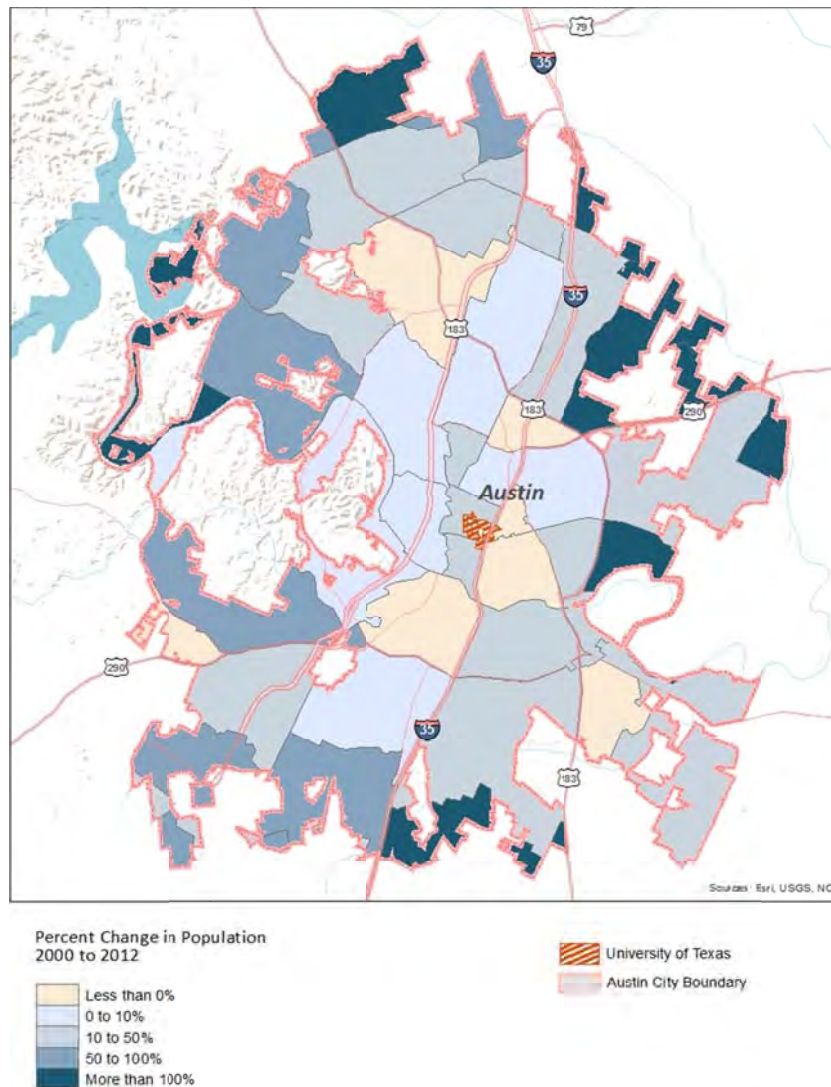 79
35
35
183
183
290
Austin
290
35
183
Sources: Esri, USGS, NO
Percent Change in Population
2000 to 2012
Less than 0%
0 to 10%
10 to 50%
50 to 100%
More than 100%
University of Texas
Austin City Boundary